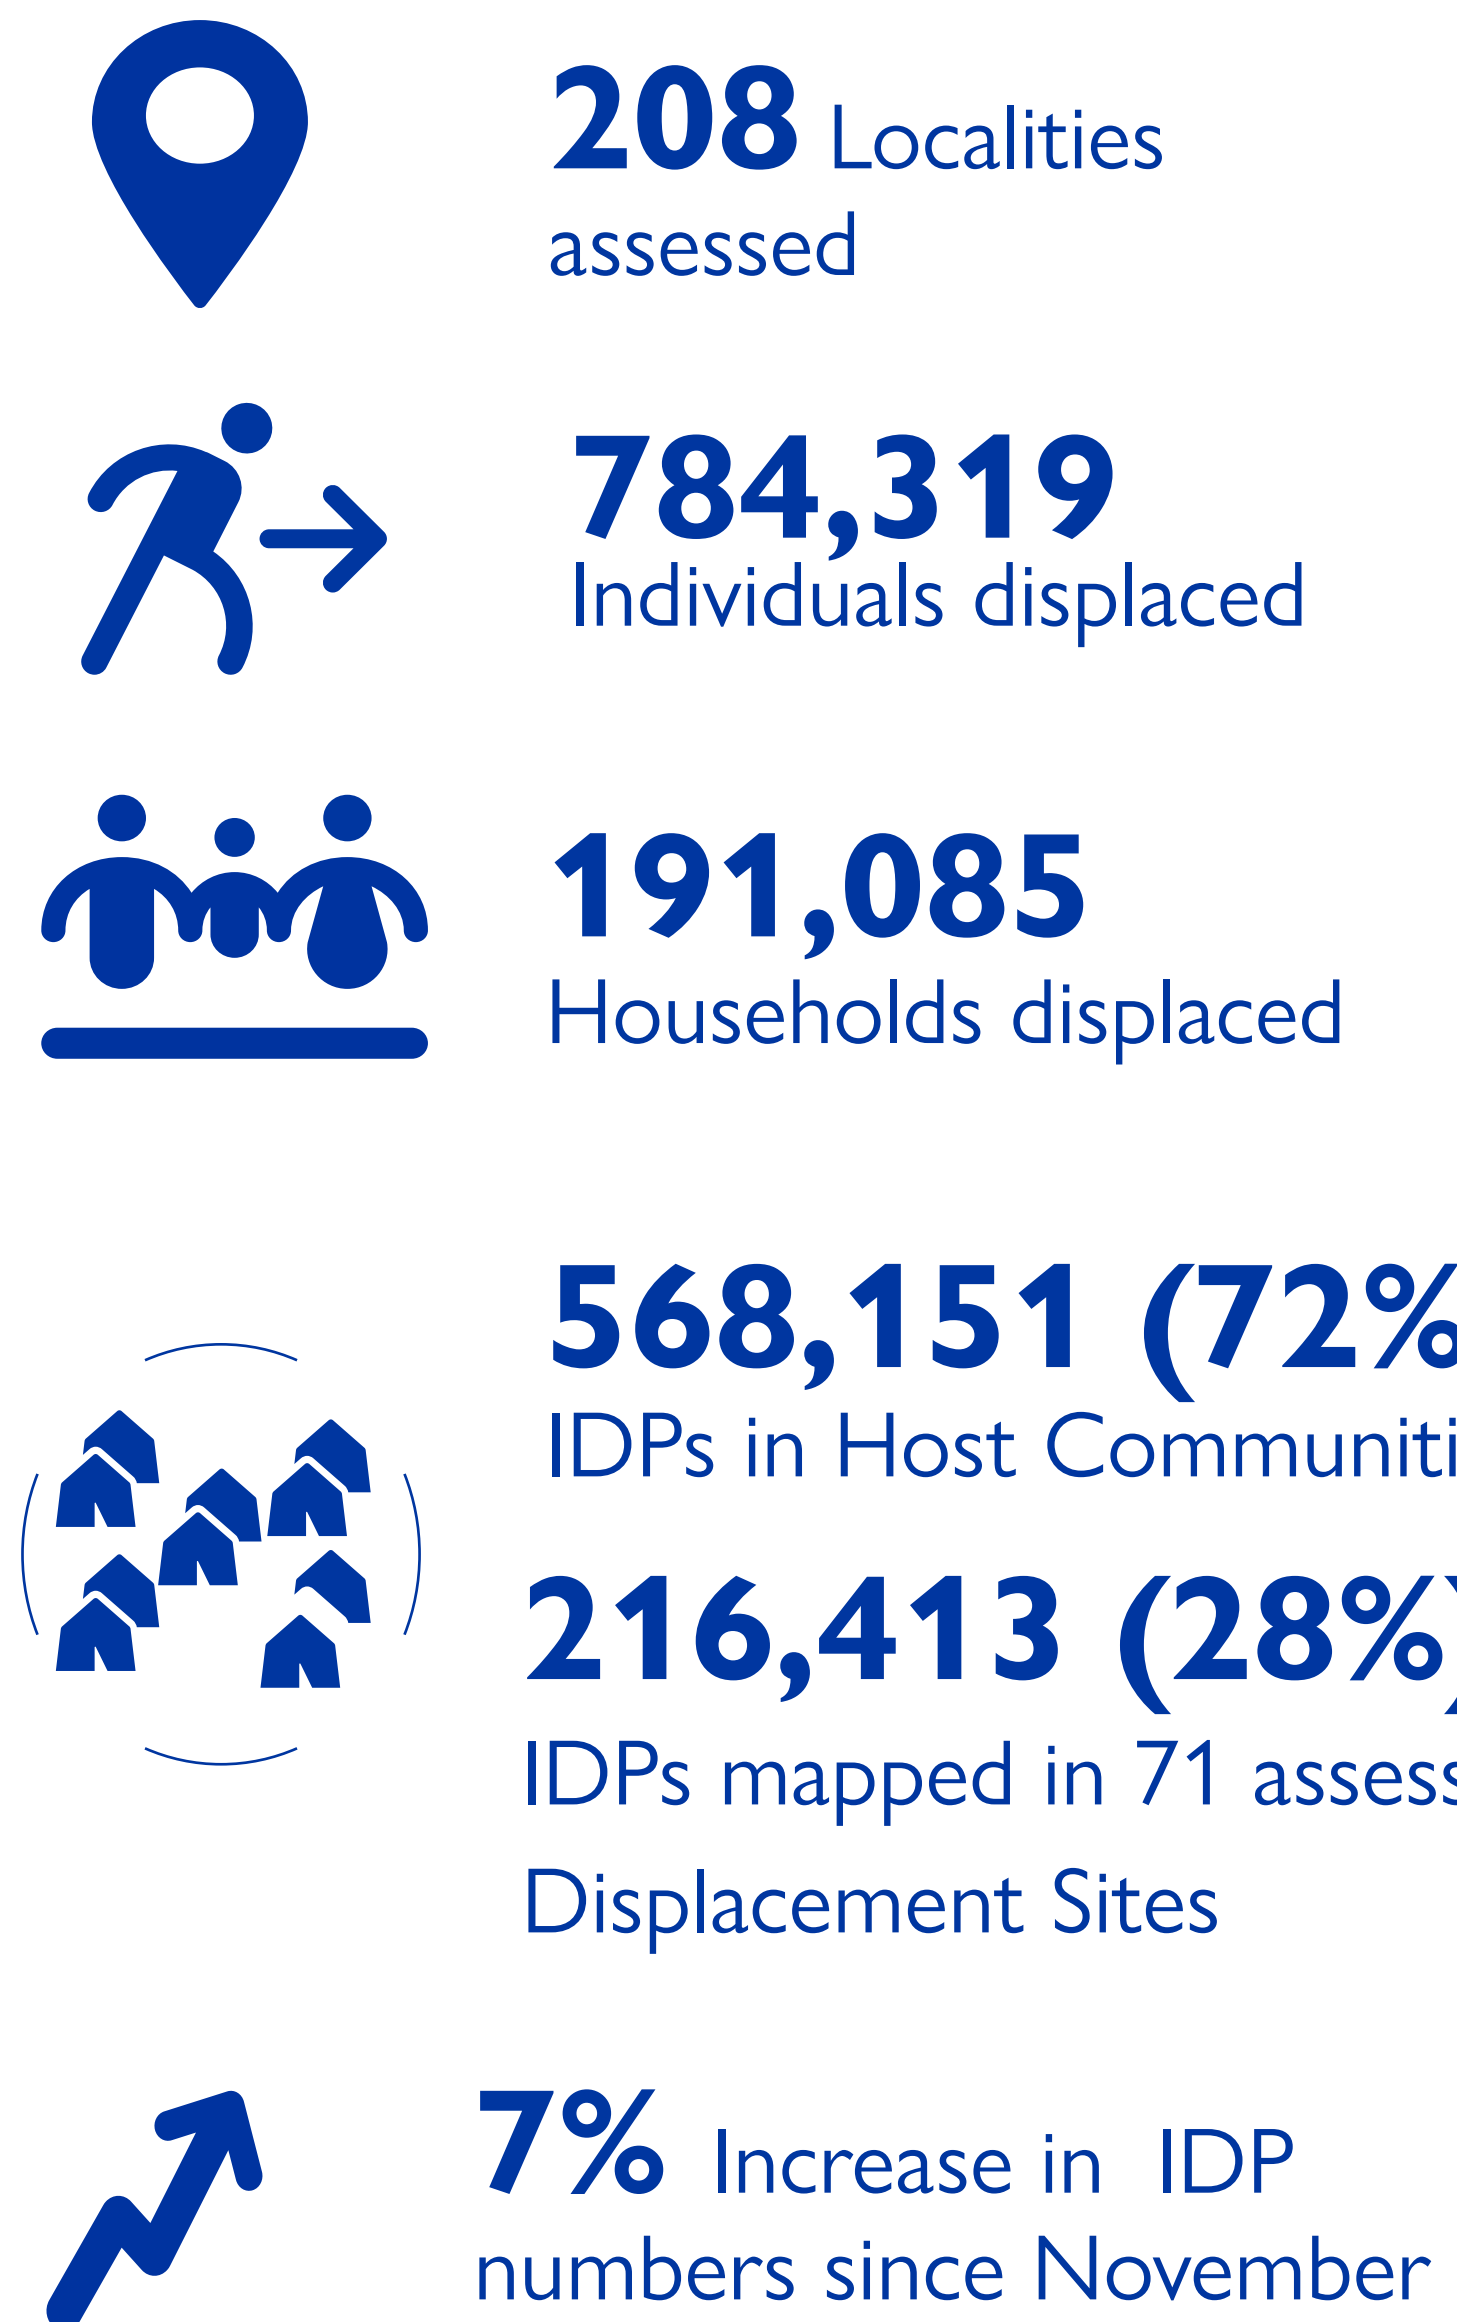 208 Localities
assessed
784,319
Individuals displaced
191,085
Households displaced
568,151 (72%
IDPs in Host Communiti
216,413 (28%)
IDPs mapped in 71 assess
Displacement Sites
7% Increase in IDP
numbers since November